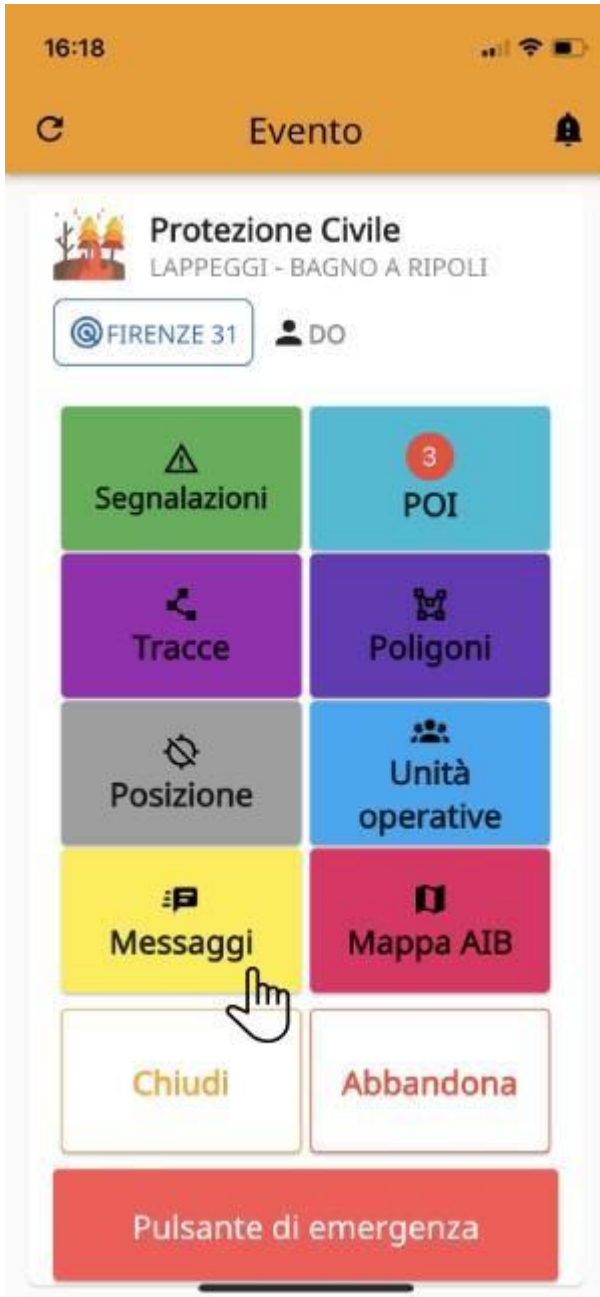 16:18
Evento
Protezione Civile
LAPPEGGI - BAGNO A RIPOLI
FIRENZE 31
DO
Segnalazioni
3
POI
Tracce
Poligoni
Posizione
Unità
operative
Messaggi
Mappa AIB
Chiudi
Abbandona
Pulsante di emergenza